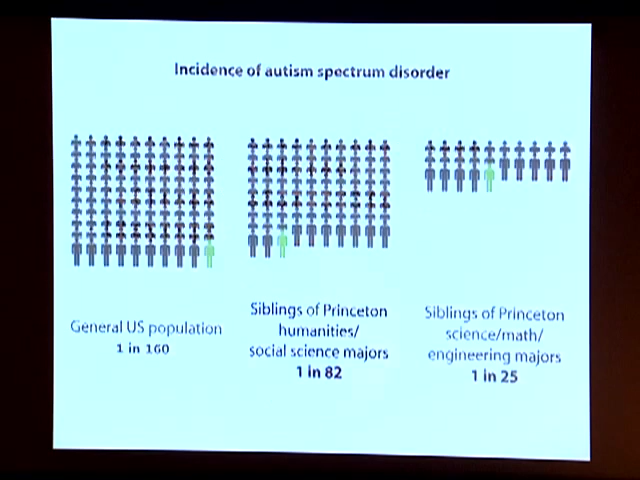 Incidence of autism spectrum disorder
General US population
1 in 160
Siblings of Princeton
humanities/
social science majors
1 in 82
Siblings of Princeton
science/math/
engineering majors
1 in 25